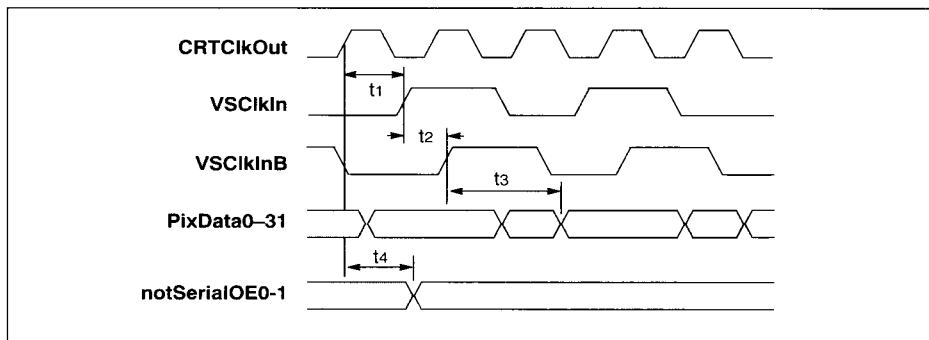 CRTClkOut
t1
VSClkIn
t2
VSClkInB
t3
PixData0–31
t4
notSerialOE0-1